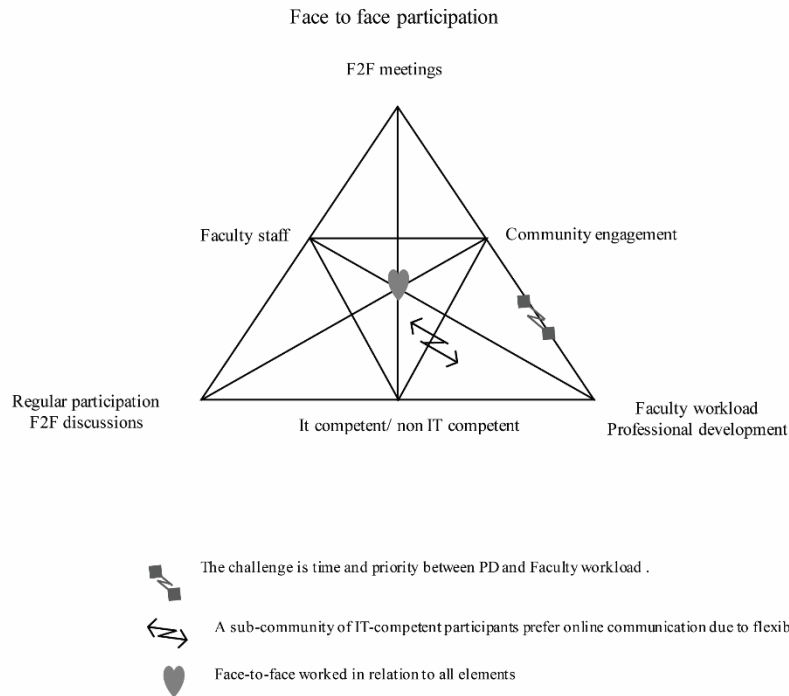 Face to face participation
F2F meetings
Faculty staff
Community engagement
Regular participation
F2F discussions
It competent/ non IT competent
Faculty workload
Professional development
The challenge is time and priority between PD and Faculty workload .
A sub-community of IT-competent participants prefer online communication due to flexib
Face-to-face worked in relation to all elements